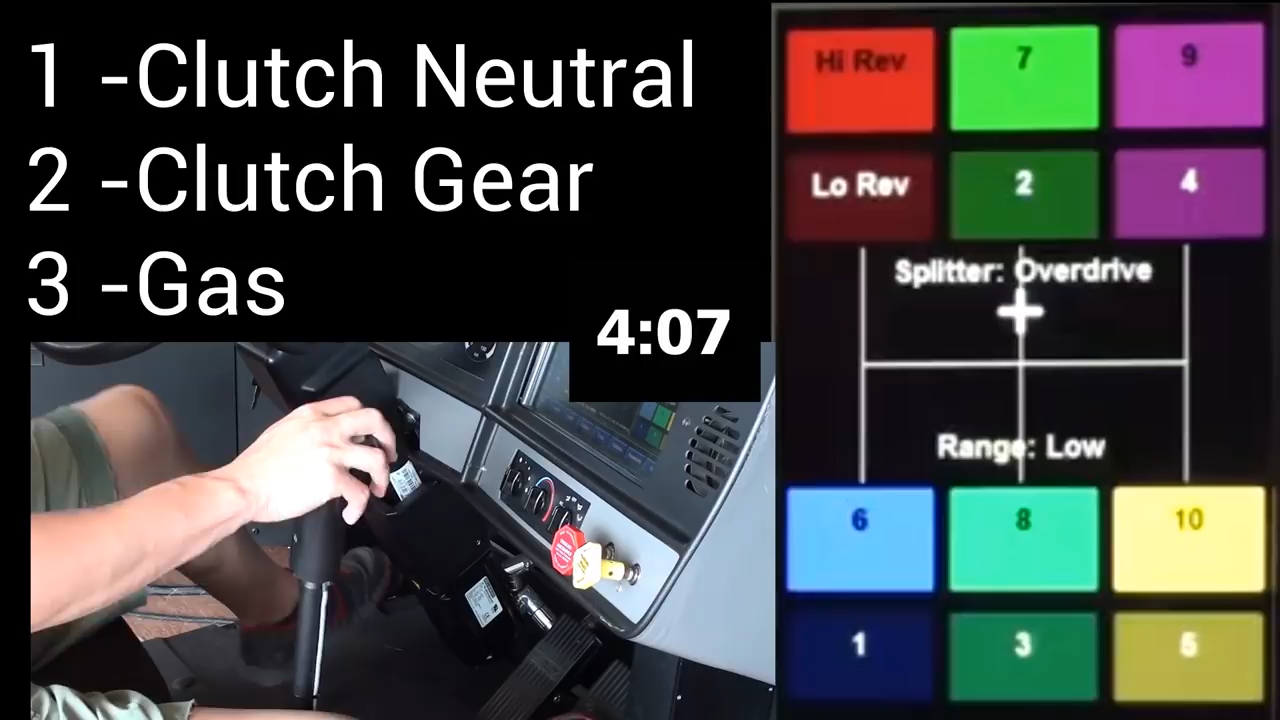 1 -Clutch Neutral
2 -Clutch Gear
3 -Gas
4:07
Hi Rev 7 9
Lo Rev 2 4
Splitter: Overdrive
Range: Low
6 8 10
1 3 5